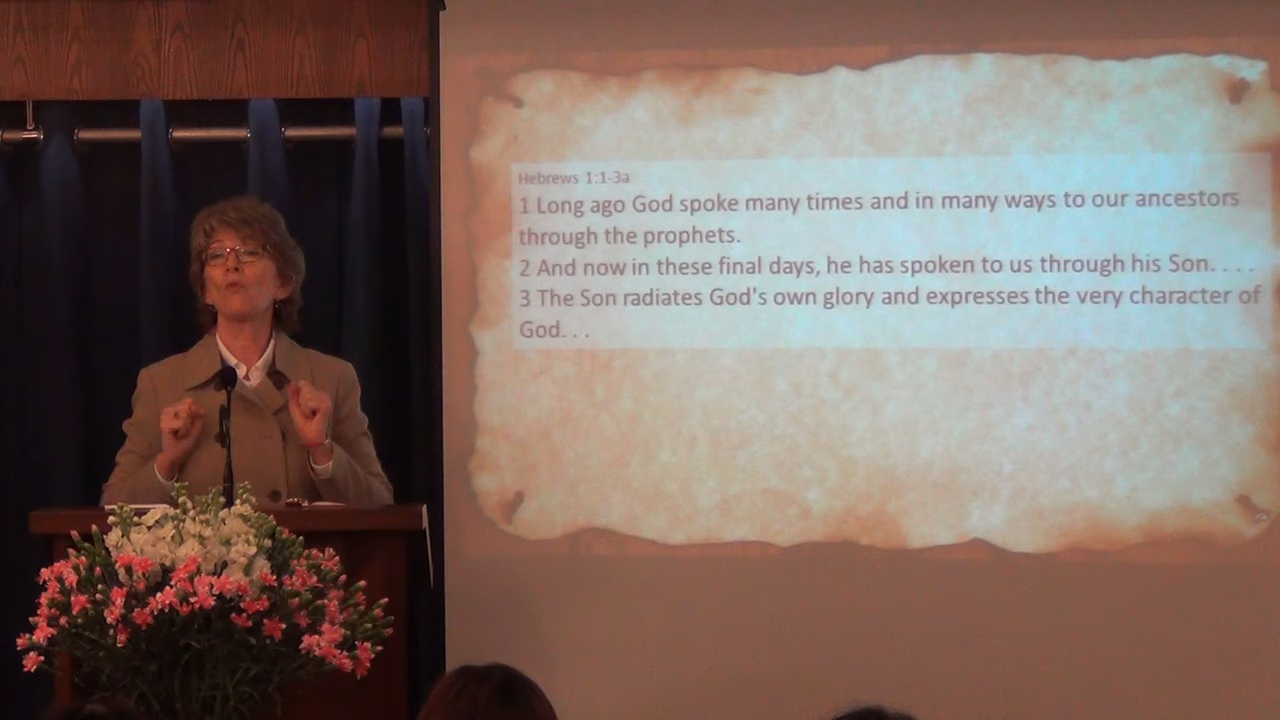 Hebrews 1:1-3a
1 Long ago God spoke many times and in many ways to our ancestors
through the prophets.
2 And now in these final days, he has spoken to us through his Son. . . .
3 The Son radiates God's own glory and expresses the very character of
God. . .